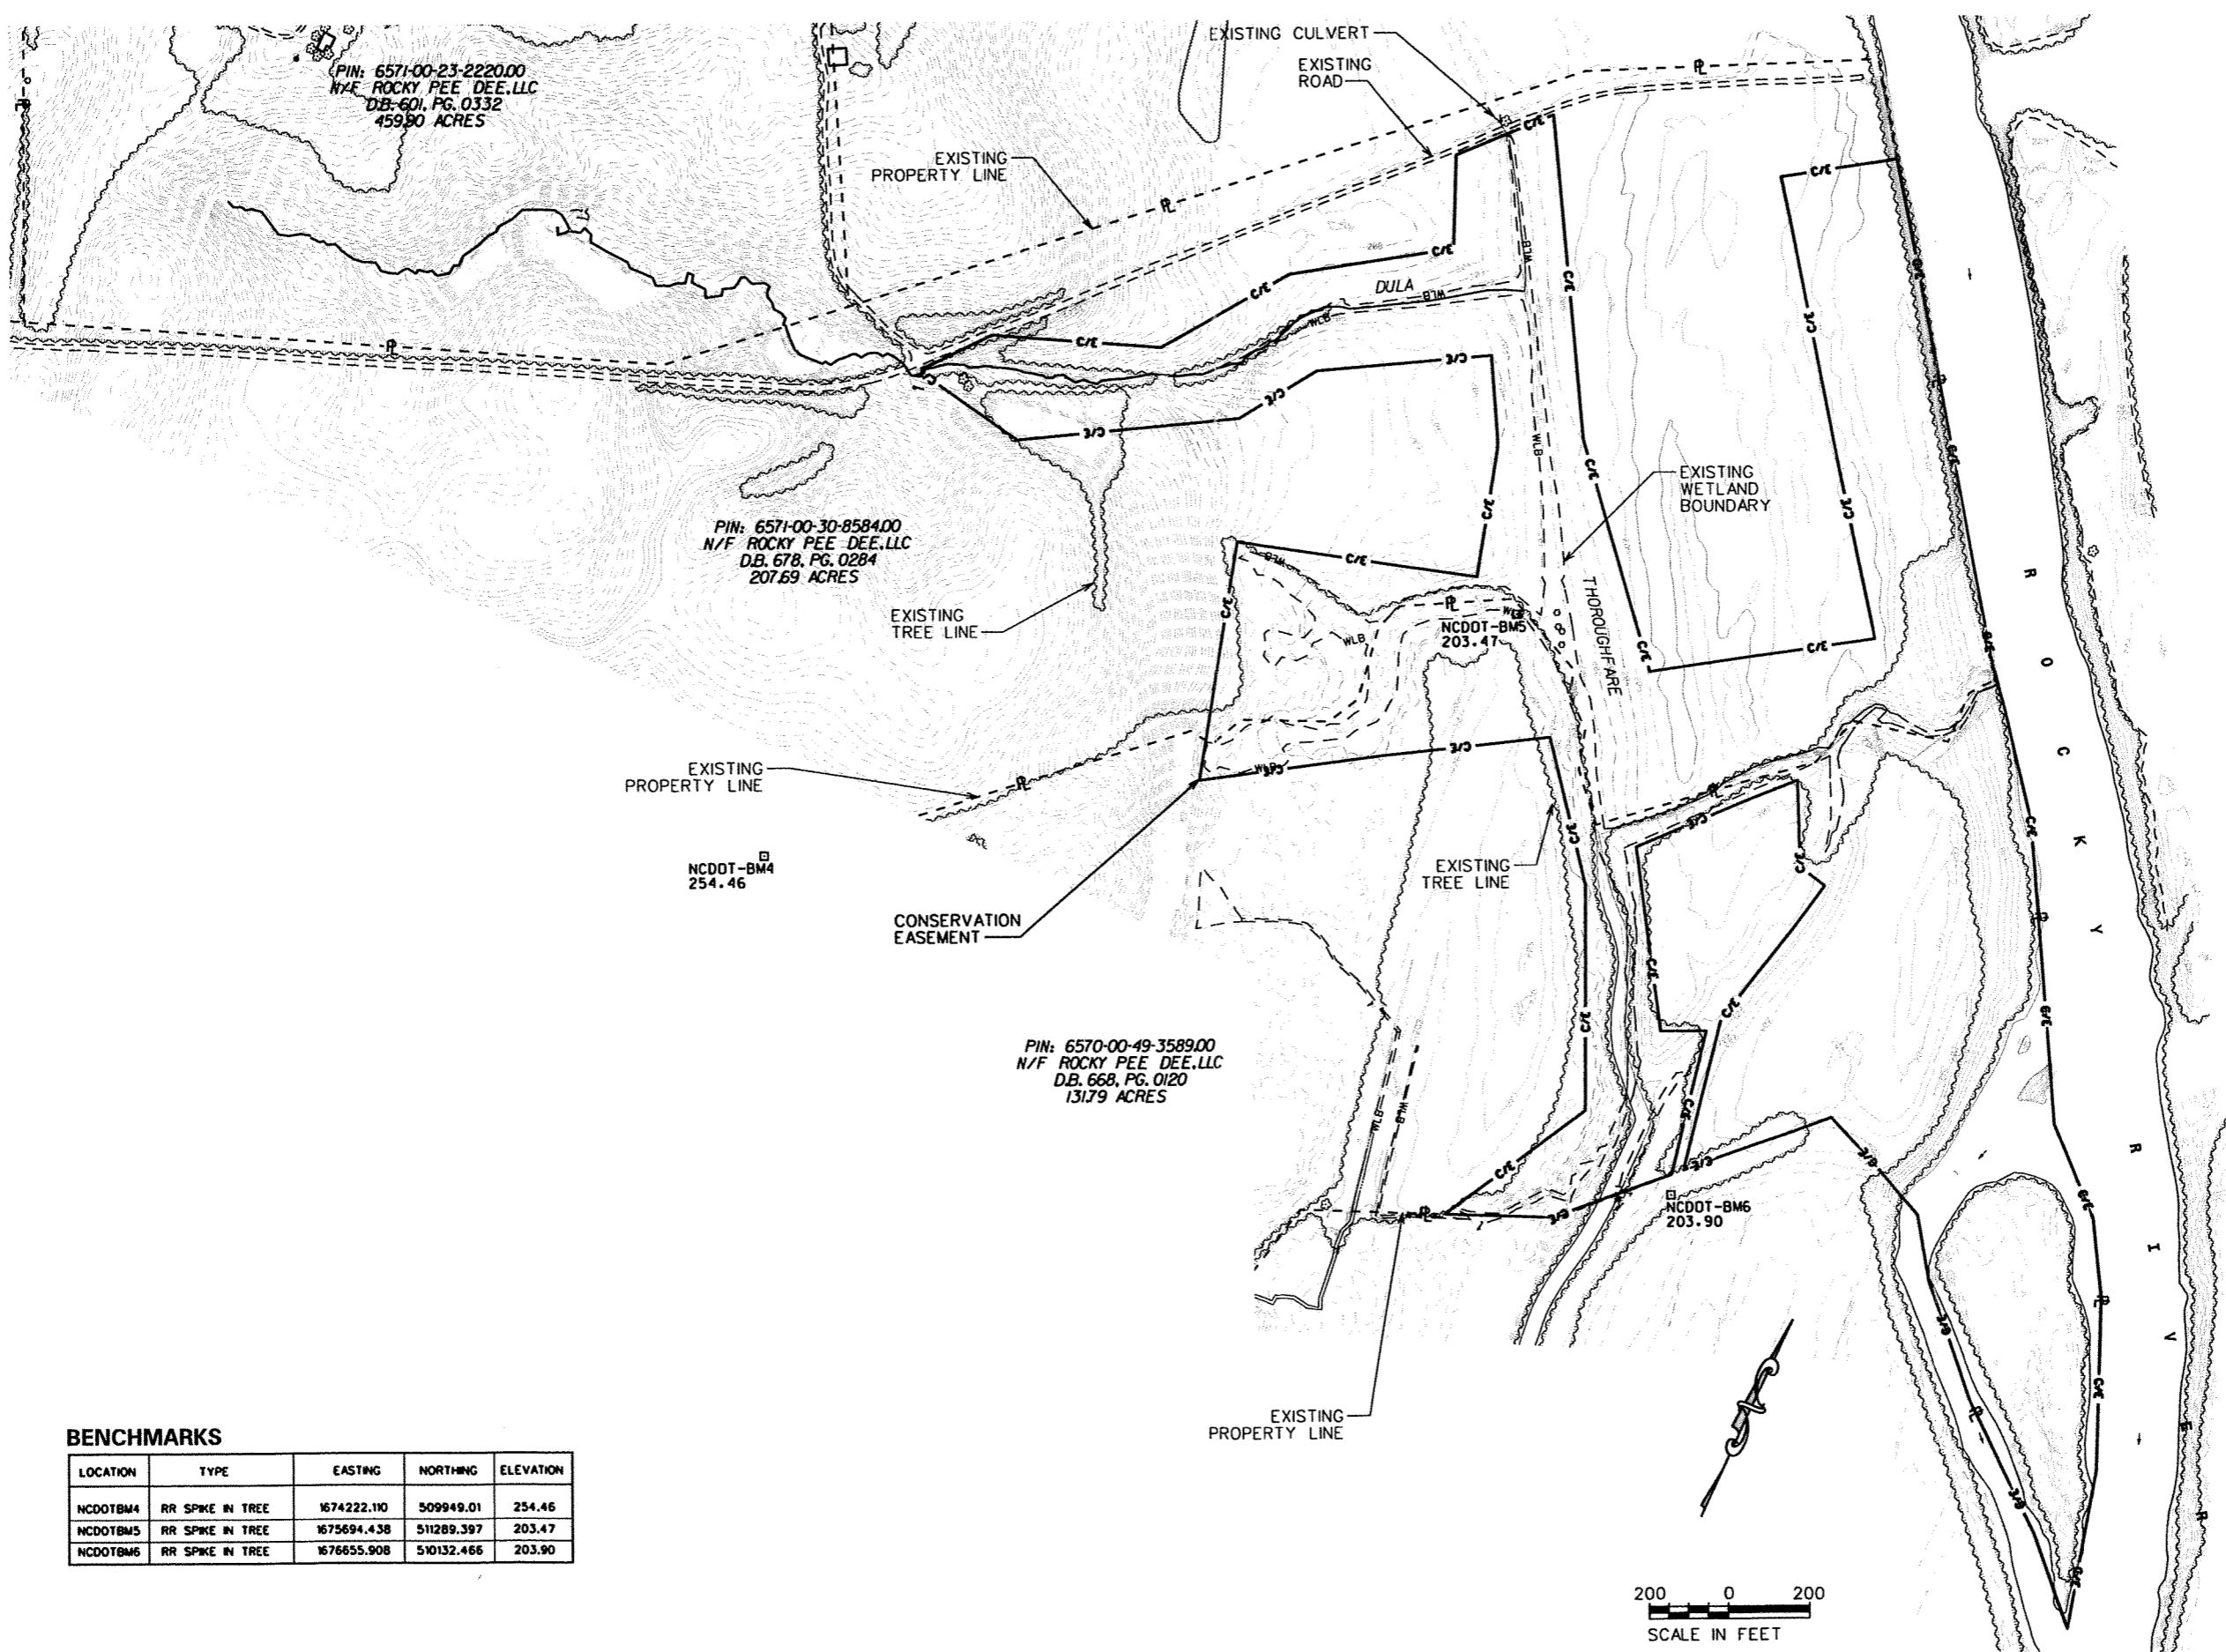 EXISTING CULVERT
EXISTING
ROAD
PIN: 6571-00-23-2220.00
N/F ROCKY PEE DEE, LLC
D.B. 601, PG. 0332
459.80 ACRES
EXISTING
PROPERTY LINE
DULA
EXISTING
WETLAND
BOUNDARY
PIN: 6571-00-30-8584.00
N/F ROCKY PEE DEE, LLC
D.B. 678, PG. 0284
207.69 ACRES
EXISTING
TREE LINE
NCDOT-BM5
203.47
THOROUGHFARE
ROCKY RIVER
EXISTING
PROPERTY LINE
NCDOT-BM4
254.46
EXISTING
TREE LINE
CONSERVATION
EASEMENT
PIN: 6570-00-49-3589.00
N/F ROCKY PEE DEE, LLC
D.B. 668, PG. 0120
131.79 ACRES
NCDOT-BM6
203.90
EXISTING
PROPERTY LINE
C/E
WLB
PL
BENCHMARKS
LOCATION TYPE EASTING NORTHING ELEVATION
NCDOTBM4 RR SPIKE IN TREE 1674222.110 509949.01 254.46
NCDOTBM5 RR SPIKE IN TREE 1675694.438 511289.397 203.47
NCDOTBM6 RR SPIKE IN TREE 1676655.908 510132.466 203.90
200 0 200
SCALE IN FEET